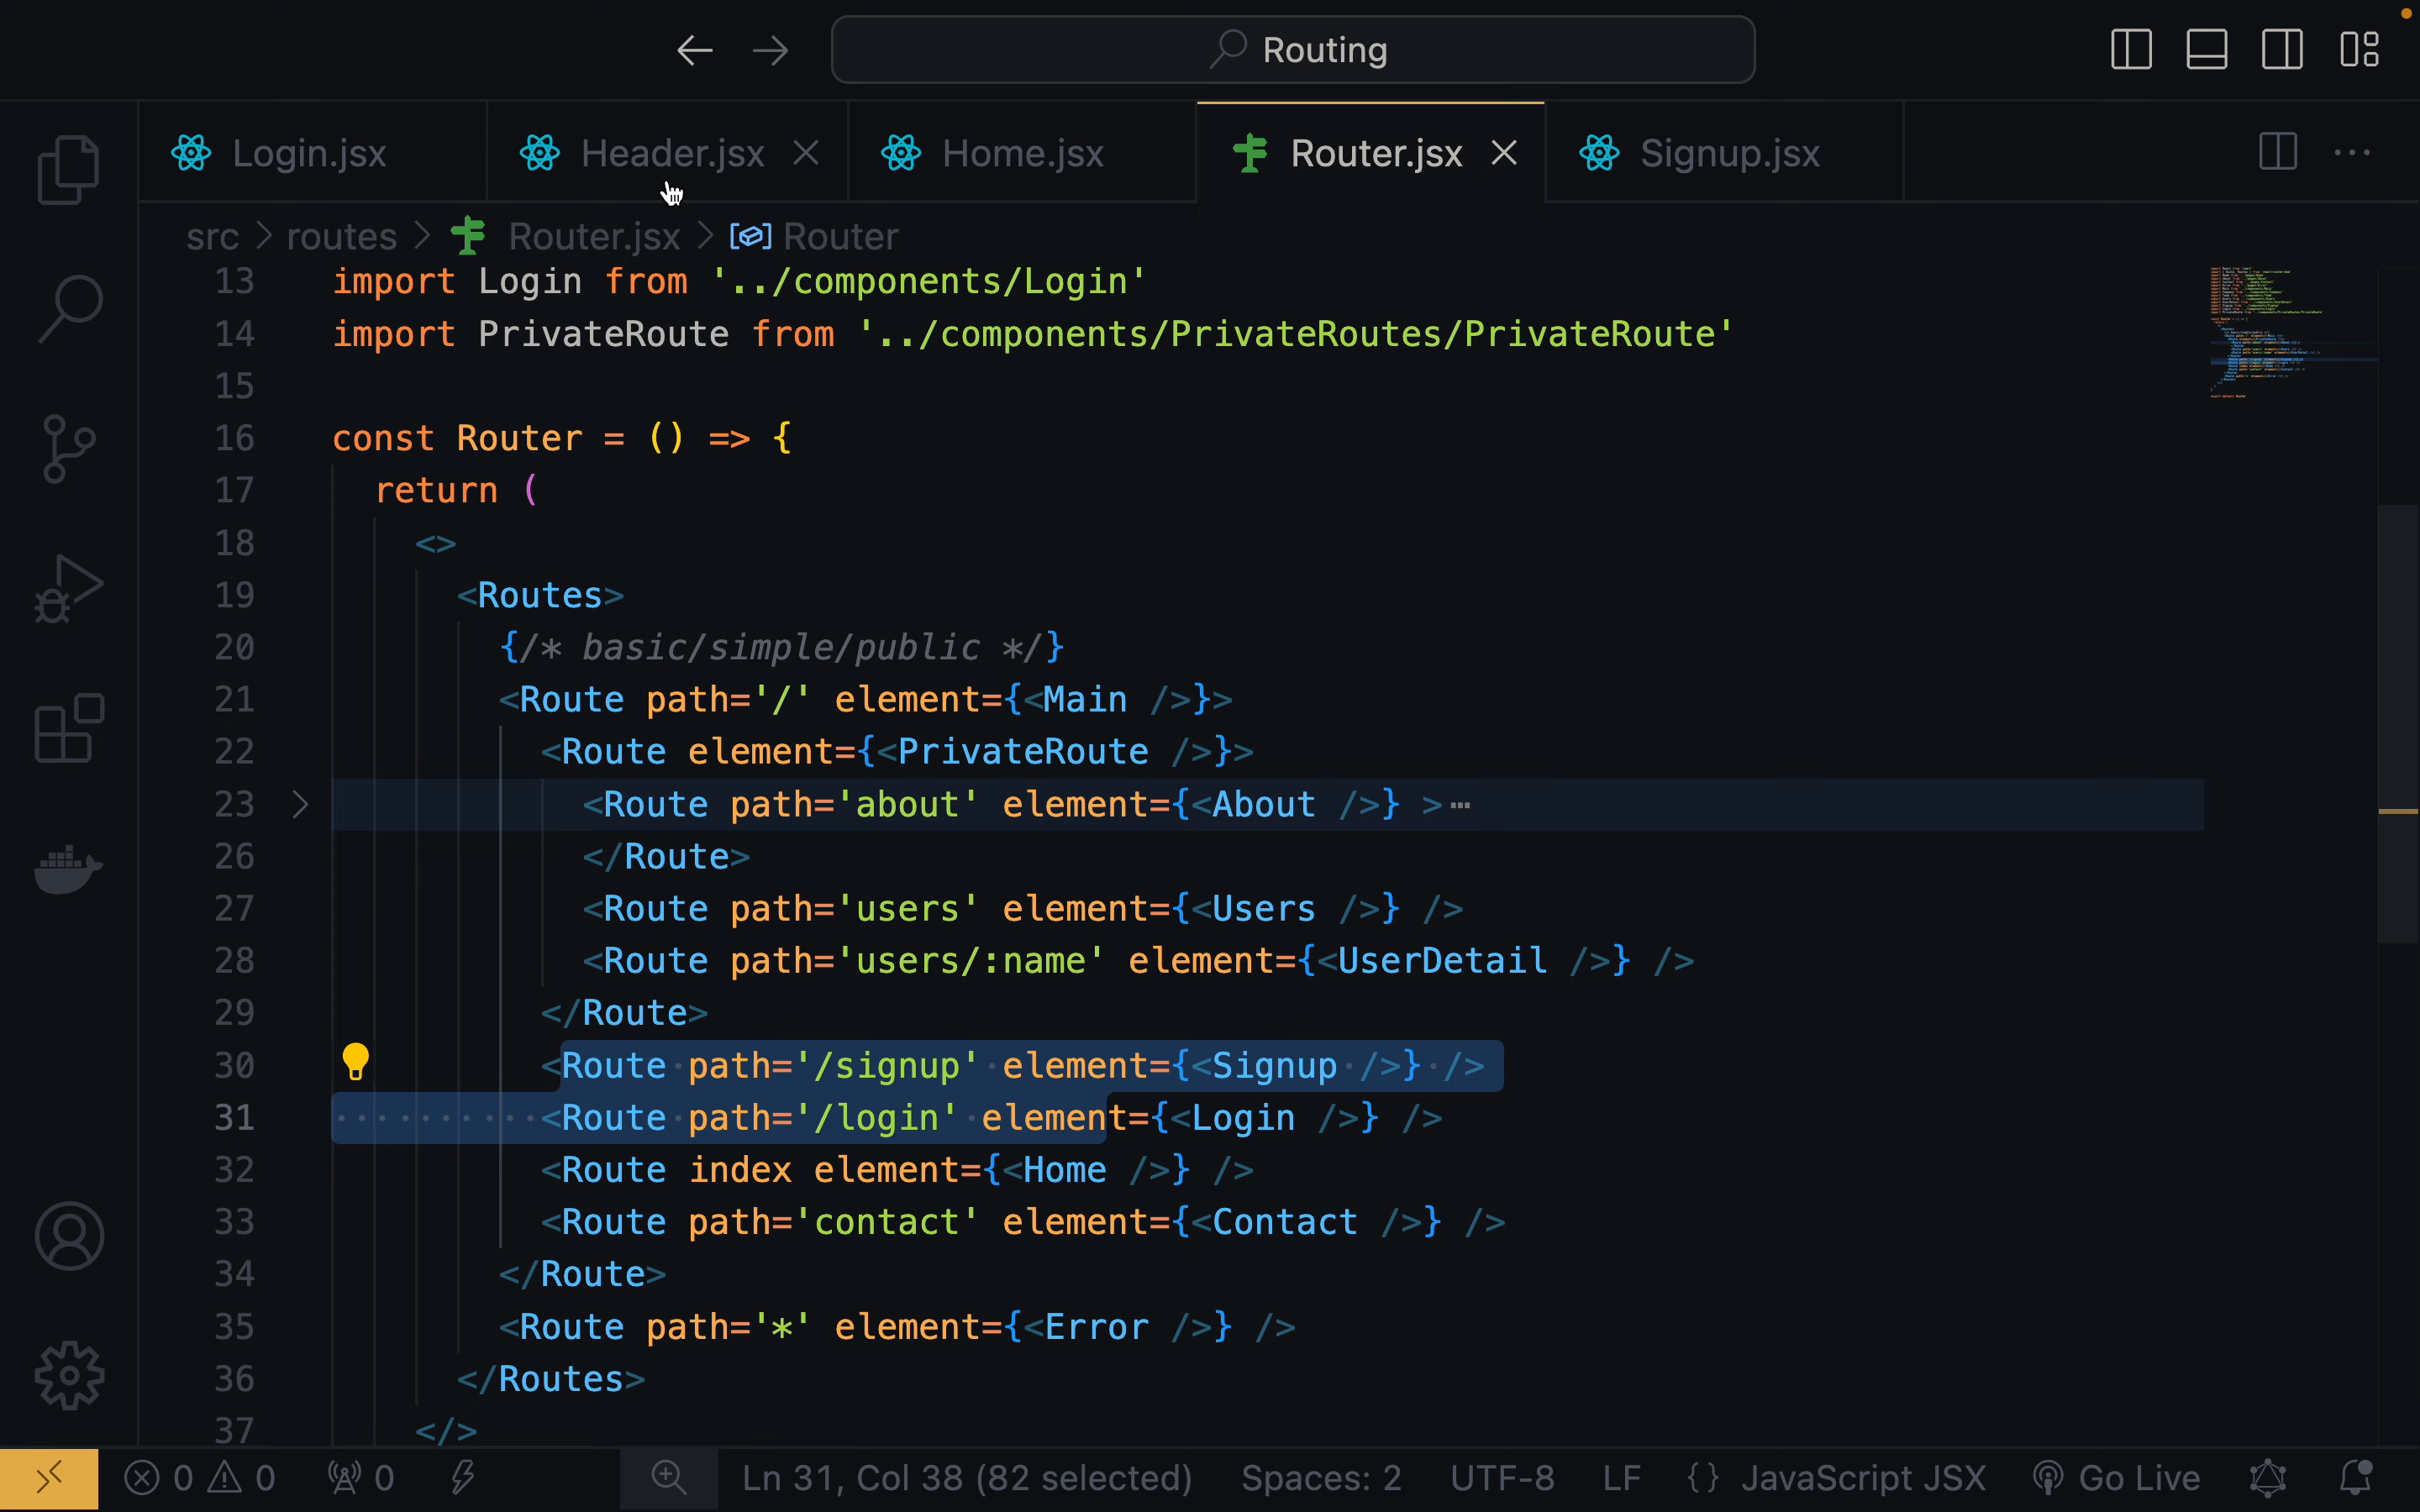 Routing
Login.jsx
Header.jsx
Home.jsx
Router.jsx
Signup.jsx
src > routes > Router.jsx > Router
13 import Login from '../components/Login'
14 import PrivateRoute from '../components/PrivateRoutes/PrivateRoute'
15
16 const Router = () => {
17 return (
18 <>
19 <Routes>
20 {/* basic/simple/public */}
21 <Route path='/' element={<Main />}>
22 <Route element={<PrivateRoute />}>
23 <Route path='about' element={<About />} >…
26 </Route>
27 <Route path='users' element={<Users />} />
28 <Route path='users/:name' element={<UserDetail />} />
29 </Route>
30 <Route path='/signup' element={<Signup />} />
31 <Route path='/login' element={<Login />} />
32 <Route index element={<Home />} />
33 <Route path='contact' element={<Contact />} />
34 </Route>
35 <Route path='*' element={<Error />} />
36 </Routes>
37 </>
0 0 0 Ln 31, Col 38 (82 selected) Spaces: 2 UTF-8 LF {} JavaScript JSX Go Live